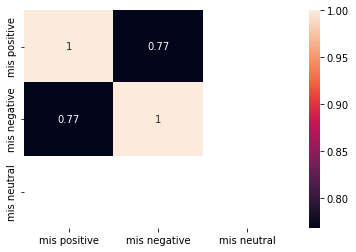 1.00
mis positive
1
0.77
0.95
0.90
mis negative
0.77
1
0.85
mis neutral
0.80
mis positive
mis negative
mis neutral